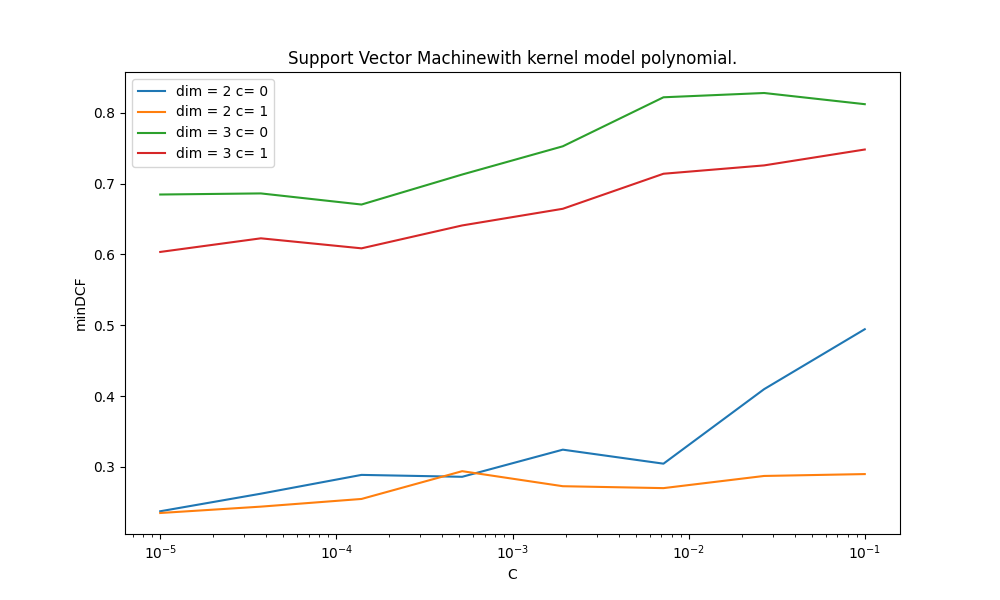 Support Vector Machinewith kernel model polynomial.
dim = 2 c= 0
dim = 2 c= 1
dim = 3 c= 0
dim = 3 c= 1
0.8
0.7
0.6
0.5
0.4
0.3
minDCF
10⁻⁵ 10⁻⁴ 10⁻³ 10⁻² 10⁻¹
C